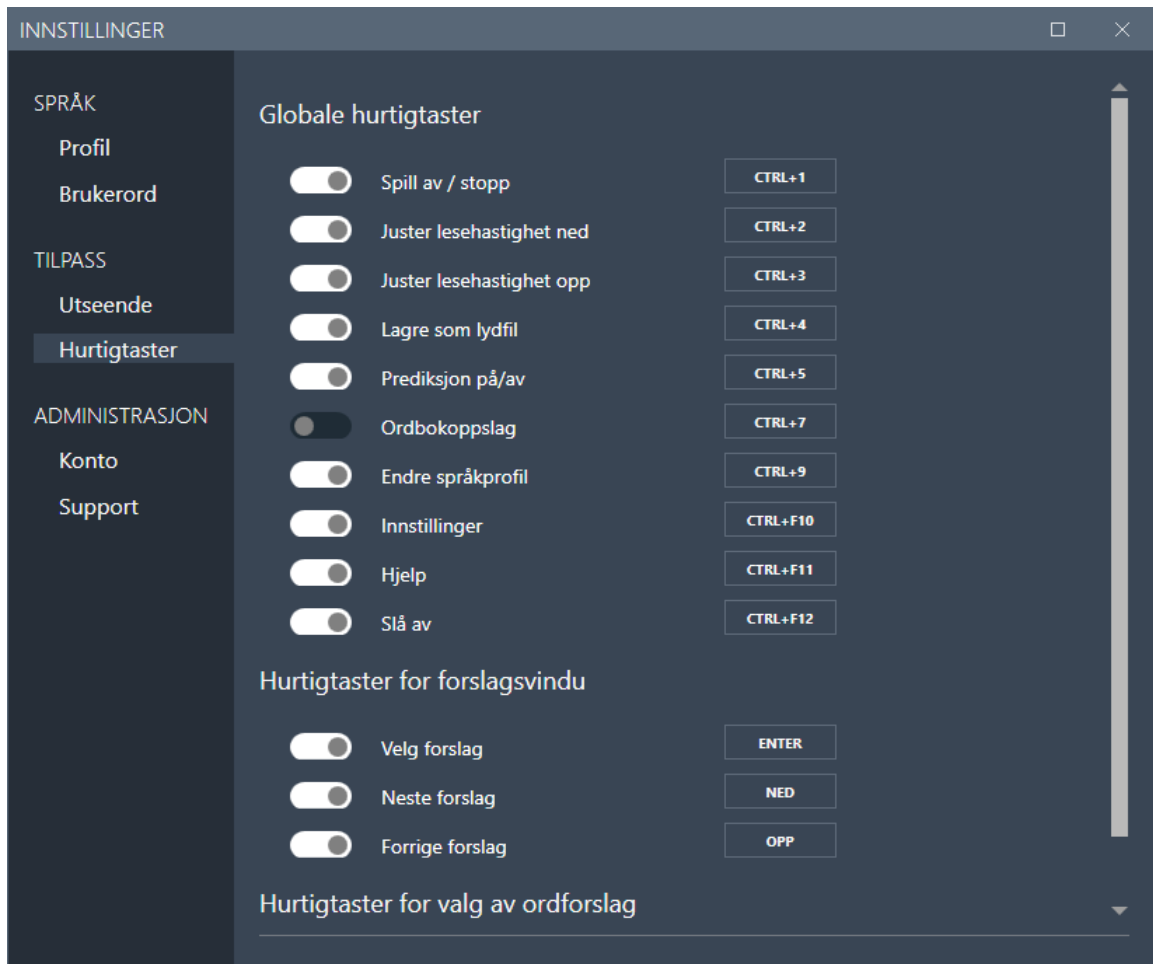 INNSTILLINGER
SPRÅK
Profil
Brukerord
TILPASS
Utseende
Hurtigtaster
ADMINISTRASJON
Konto
Support
Globale hurtigtaster
Spill av / stopp CTRL+1
Juster lesehastighet ned CTRL+2
Juster lesehastighet opp CTRL+3
Lagre som lydfil CTRL+4
Prediksjon på/av CTRL+5
Ordbokoppslag CTRL+7
Endre språkprofil CTRL+9
Innstillinger CTRL+F10
Hjelp CTRL+F11
Slå av CTRL+F12
Hurtigtaster for forslagsvindu
Velg forslag ENTER
Neste forslag NED
Forrige forslag OPP
Hurtigtaster for valg av ordforslag